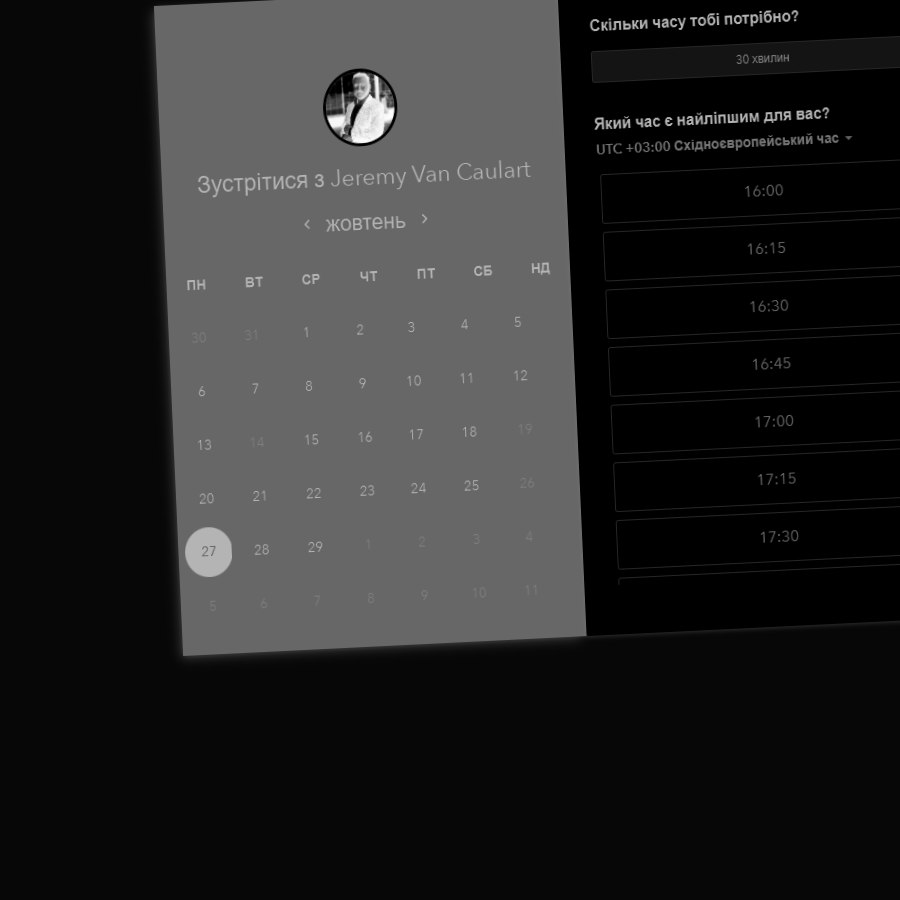 Зустрітися з Jeremy Van Caulart
‹ жовтень ›
ПН ВТ СР ЧТ ПТ СБ НД
30 31 1 2 3 4 5
6 7 8 9 10 11 12
13 14 15 16 17 18 19
20 21 22 23 24 25 26
27 28 29 1 2 3 4
5 6 7 8 9 10 11
Скільки часу тобі потрібно?
30 хвилин
Який час є найліпшим для вас?
UTC +03:00 Східноєвропейський час
16:00
16:15
16:30
16:45
17:00
17:15
17:30